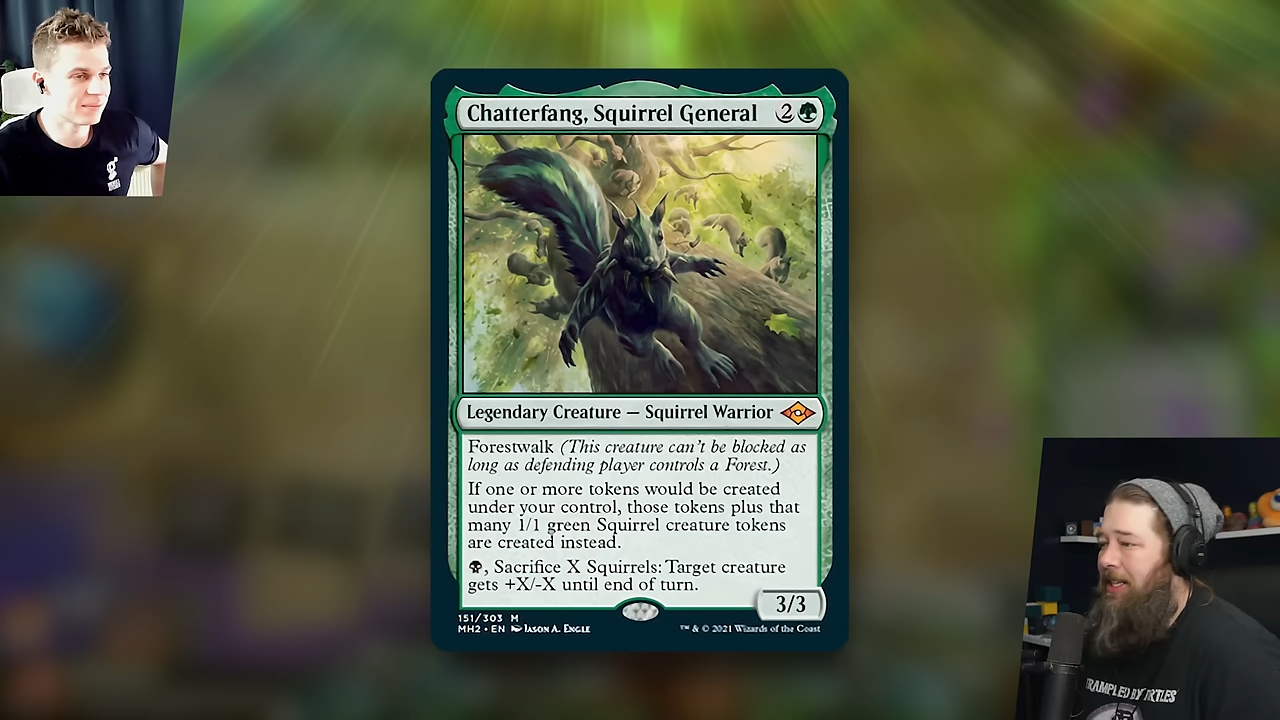 Chatterfang, Squirrel General 2
Legendary Creature — Squirrel Warrior
Forestwalk (This creature can't be blocked as
long as defending player controls a Forest.)
If one or more tokens would be created
under your control, those tokens plus that
many 1/1 green Squirrel creature tokens
are created instead.
, Sacrifice X Squirrels: Target creature
gets +X/-X until end of turn.
3/3
151/303 M
MH2 • EN Jason A. Engle
™ & © 2021 Wizards of the Coast
TRAMPLED BY TURTLES